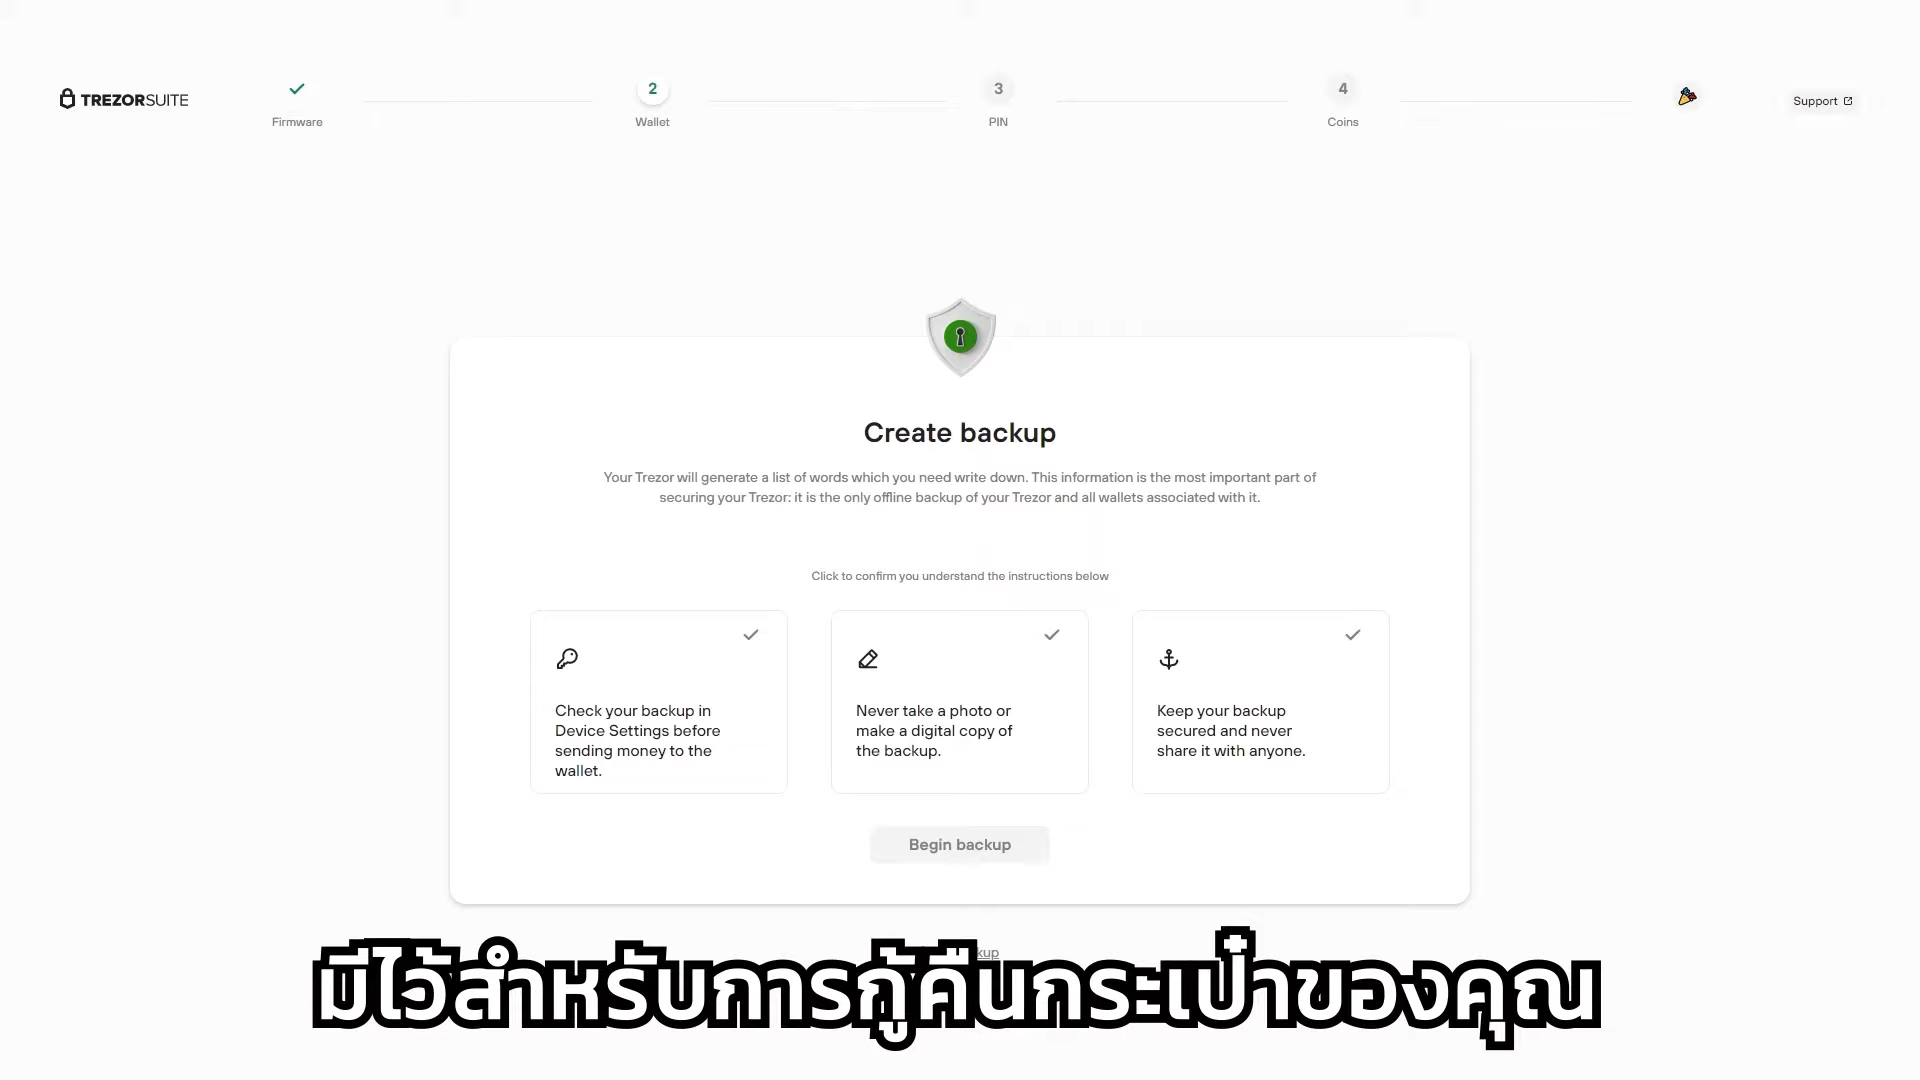 TREZORSUITE
Firmware
2
Wallet
3
PIN
4
Coins
Support
Create backup
Your Trezor will generate a list of words which you need write down. This information is the most important part of
securing your Trezor: it is the only offline backup of your Trezor and all wallets associated with it.
Click to confirm you understand the instructions below
Check your backup in
Device Settings before
sending money to the
wallet.
Never take a photo or
make a digital copy of
the backup.
Keep your backup
secured and never
share it with anyone.
Begin backup
มีไว้สำหรับการกู้คืนกระเป๋าของคุณ